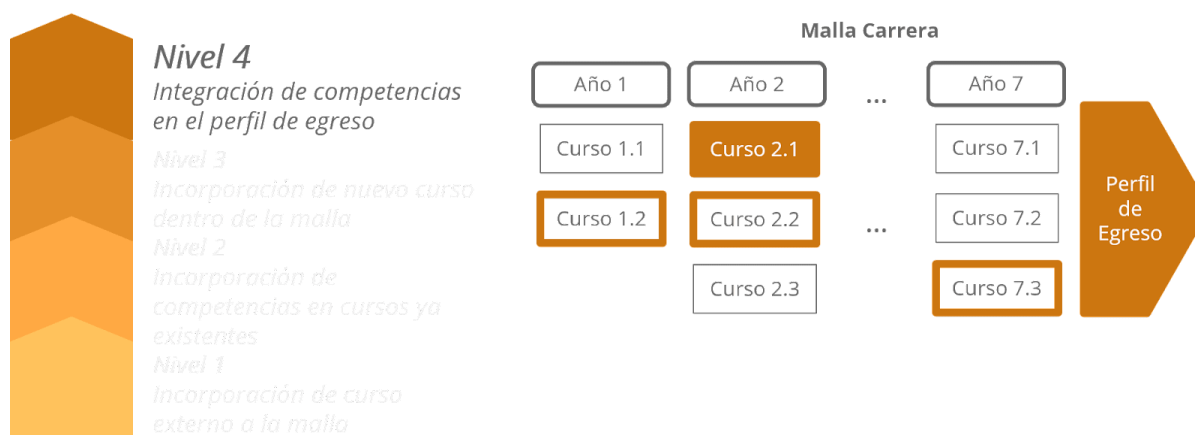 Nivel 4
Integración de competencias
en el perfil de egreso
Nivel 3
Incorporación de nuevo curso
dentro de la malla
Nivel 2
Incorporación de
competencias en cursos ya
existentes
Nivel 1
Incorporación de curso
externo a la malla
Malla Carrera
Año 1
Año 2
...
Año 7
Curso 1.1
Curso 2.1
Curso 7.1
Curso 1.2
Curso 2.2
...
Curso 7.2
Curso 2.3
Curso 7.3
Perfil
de
Egreso